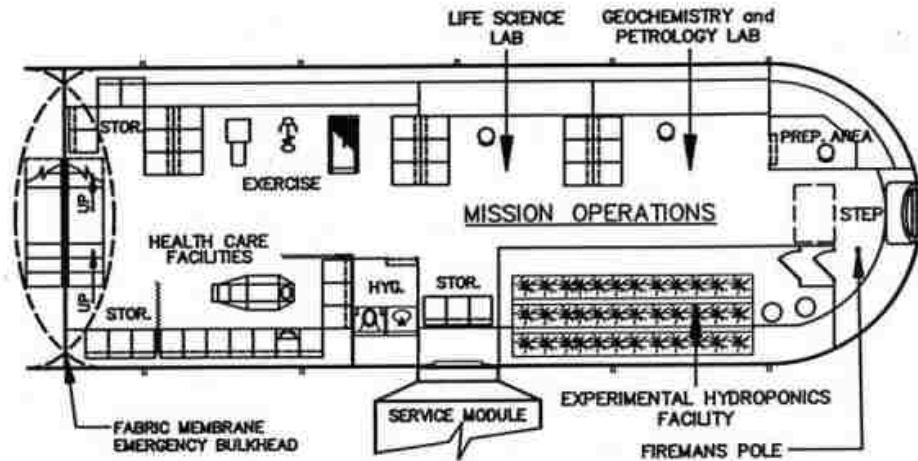 LIFE SCIENCE
LAB
GEOCHEMISTRY and
PETROLOGY LAB
STOR.
PREP. AREA
EXERCISE
UP
MISSION OPERATIONS
STEP
HEALTH CARE
FACILITIES
UP
STOR.
HYG.
STOR.
SERVICE MODULE
EXPERIMENTAL HYDROPONICS
FACILITY
FABRIC MEMBRANE
EMERGENCY BULKHEAD
FIREMANS POLE